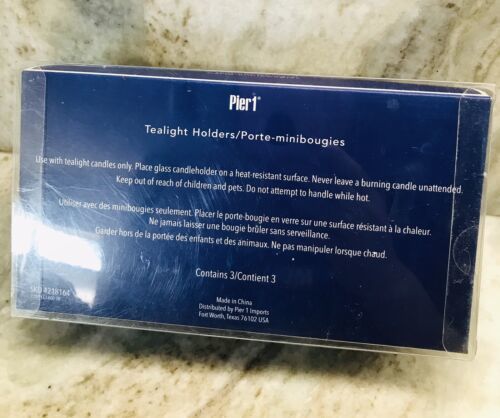 Pier1®
Tealight Holders/Porte-minibougies
Use with tealight candles only. Place glass candleholder on a heat-resistant surface. Never leave a burning candle unattended.
Keep out of reach of children and pets. Do not attempt to handle while hot.
Utiliser avec des minibougies seulement. Placer le porte-bougie en verre sur une surface résistant à la chaleur.
Ne jamais laisser une bougie brûler sans surveillance.
Garder hors de la portée des enfants et des animaux. Ne pas manipuler lorsque chaud.
Contains 3/Contient 3
SKU #218164
Made in China
Distributed by Pier 1 Imports
Fort Worth, Texas 76102 USA